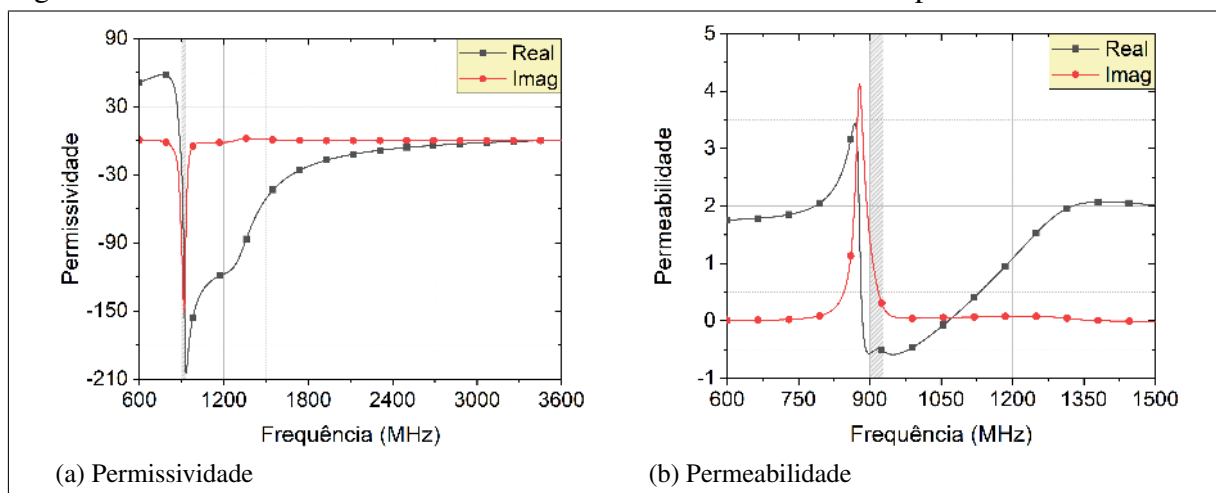 90
30
-30
-90
-150
-210
Permissividade
Real
Imag
600 1200 1800 2400 3000 3600
Frequência (MHz)
(a) Permissividade
5
4
3
2
1
0
-1
Permeabilidade
Real
Imag
600 750 900 1050 1200 1350 1500
Frequência (MHz)
(b) Permeabilidade